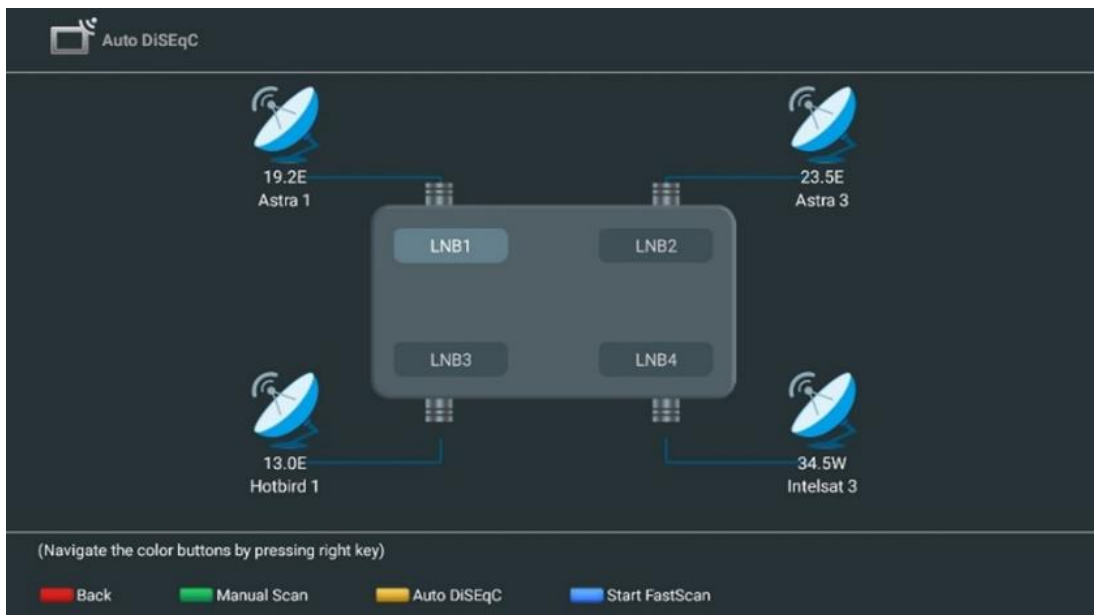 Auto DiSEqC
19.2E
Astra 1
23.5E
Astra 3
LNB1
LNB2
LNB3
LNB4
13.0E
Hotbird 1
34.5W
Intelsat 3
(Navigate the color buttons by pressing right key)
Back
Manual Scan
Auto DiSEqC
Start FastScan